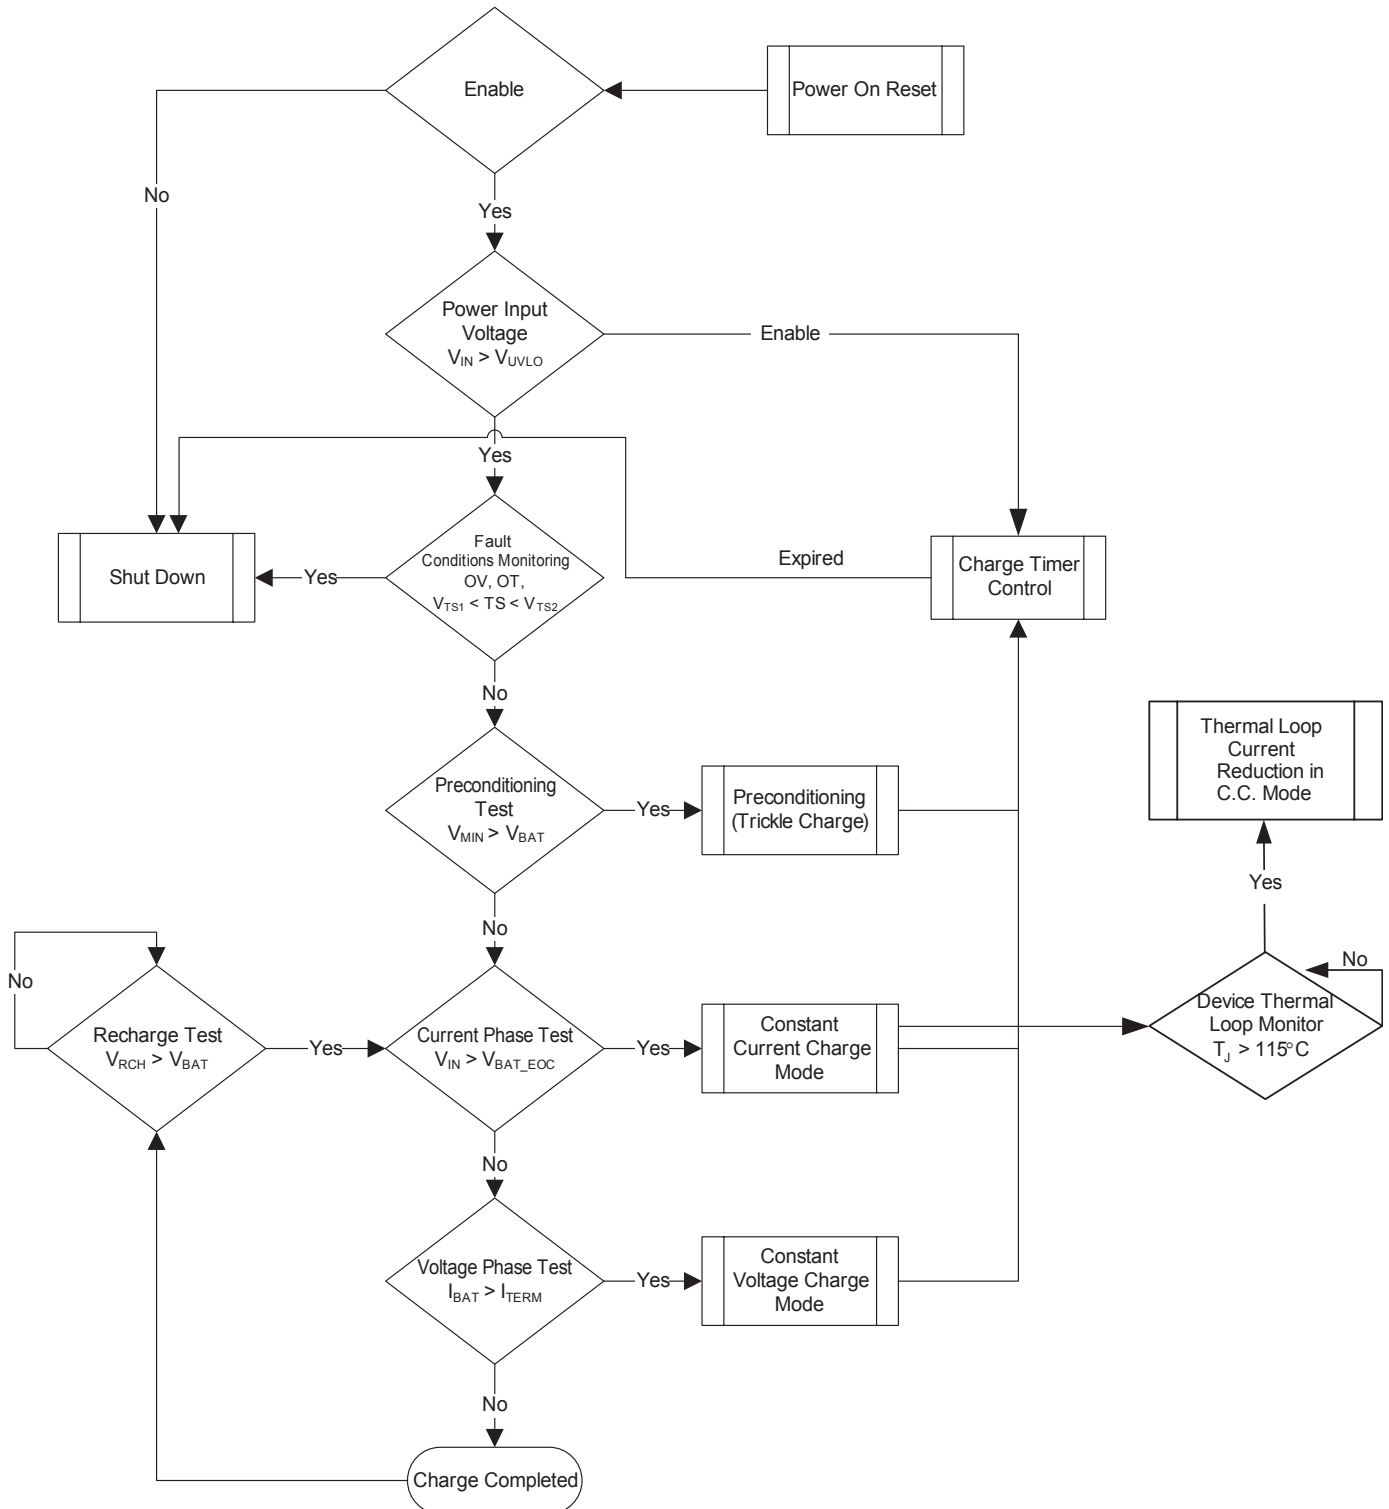 Enable
Power On Reset
No
Yes
Power Input
Voltage
V_IN > V_UVLO
Enable
Yes
Fault
Conditions Monitoring
OV, OT,
V_TS1 < TS < V_TS2
Yes
Shut Down
Expired
Charge Timer
Control
No
Thermal Loop
Current
Reduction in
C.C. Mode
Preconditioning
Test
V_MIN > V_BAT
Yes
Preconditioning
(Trickle Charge)
Yes
No
No
No
Recharge Test
V_RCH > V_BAT
Yes
Current Phase Test
V_IN > V_BAT_EOC
Yes
Constant
Current Charge
Mode
Device Thermal
Loop Monitor
T_J > 115°C
No
Voltage Phase Test
I_BAT > I_TERM
Yes
Constant
Voltage Charge
Mode
No
Charge Completed